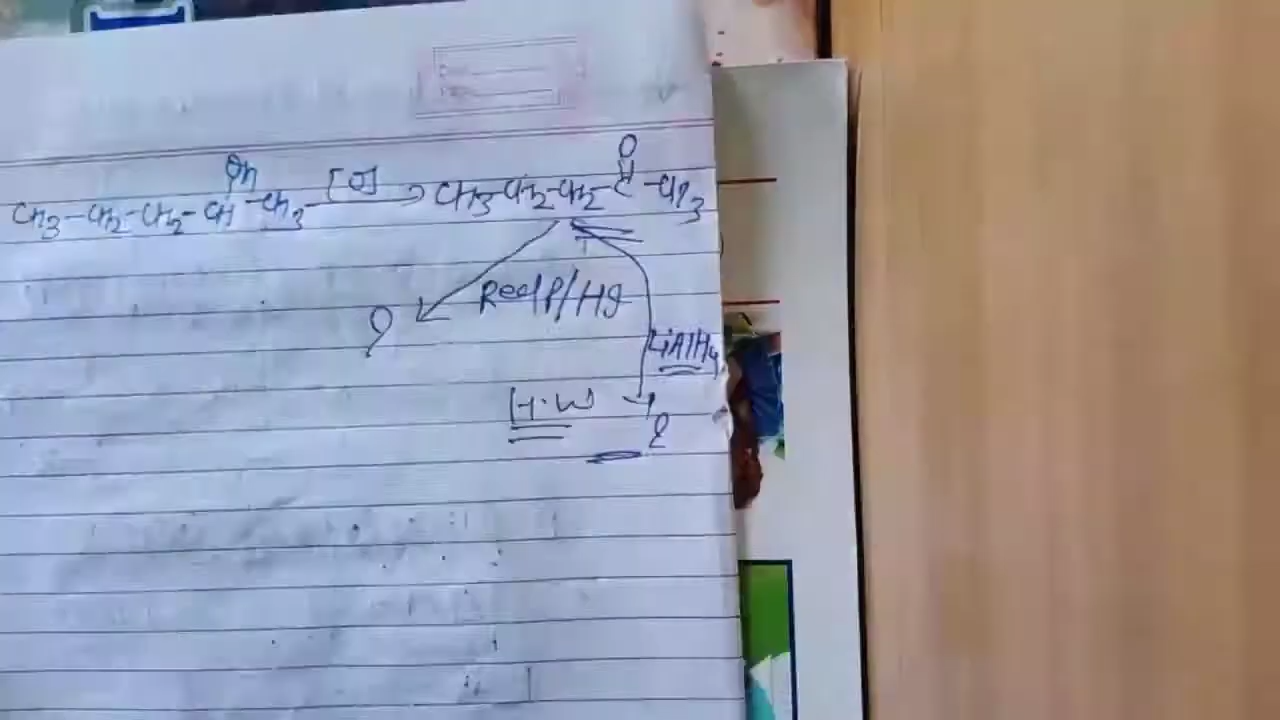 OH
O
CH3-CH2-CH2-CH-CH3 [O] → CH3-CH2-CH2-C-CH3
Red P/HI
?
LiAlH4
H.W
?